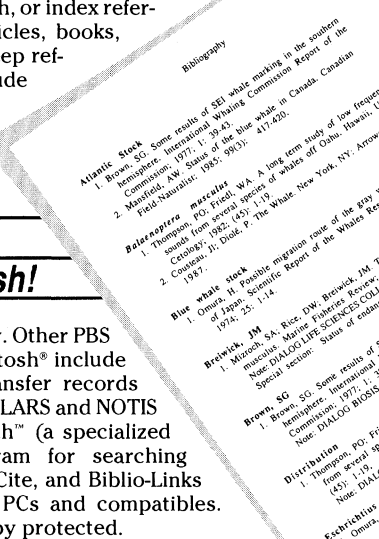 h, or index refer-
icles, books,
ep ref-
ude
sh!
r. Other PBS
tosh® include
ansfer records
LARS and NOTIS
h™ (a specialized
am for searching
Cite, and Biblio-Links
PCs and compatibles.
py protected.
Bibliography
Atlantic Stock
1. Brown, SG. Some results of SEI whale marking in the southern
hemisphere. International Whaling Commission Report of the
Commission; 1977; 1: 39-43.
2. Mansfield, AW. Status of the blue whale in Canada. Canadian
Field-Naturalist: 1985; 99(3): 417-420.
Balaenoptera musculus
1. Thompson, PO; Friedl, WA. A long term study of low frequen
sounds from several species of whales off Oahu, Hawaii, U
Cetology; 1982; (45): 1-19.
2. Cousteau, JI; Diolé, P. The Whale. New York, NY: Arrow
1987.
Blue whale stock
1. Omura, H. Possible migration route of the gray w
of Japan: Scientific Report of the Whales Res
1974; 25: 1-14.
Breiwick, JM
1. Mizzoch, SA; Rice, DW; Breiwick, JM. T
musculus. Marine Fisheries Review;
Note: DIALOG LIFE SCIENCES COLL
Special section: Status of endan
Brown, SG
1. Brown, SG. Some results of S
hemisphere. International
Commission; 1977; 1:
Note: DIALOG BIOSIS
Distribution
1. Thompson, PO; Fri
from several spe
(45): 1-19.
Note: DIAL
Eschrichtius
1. Omura,